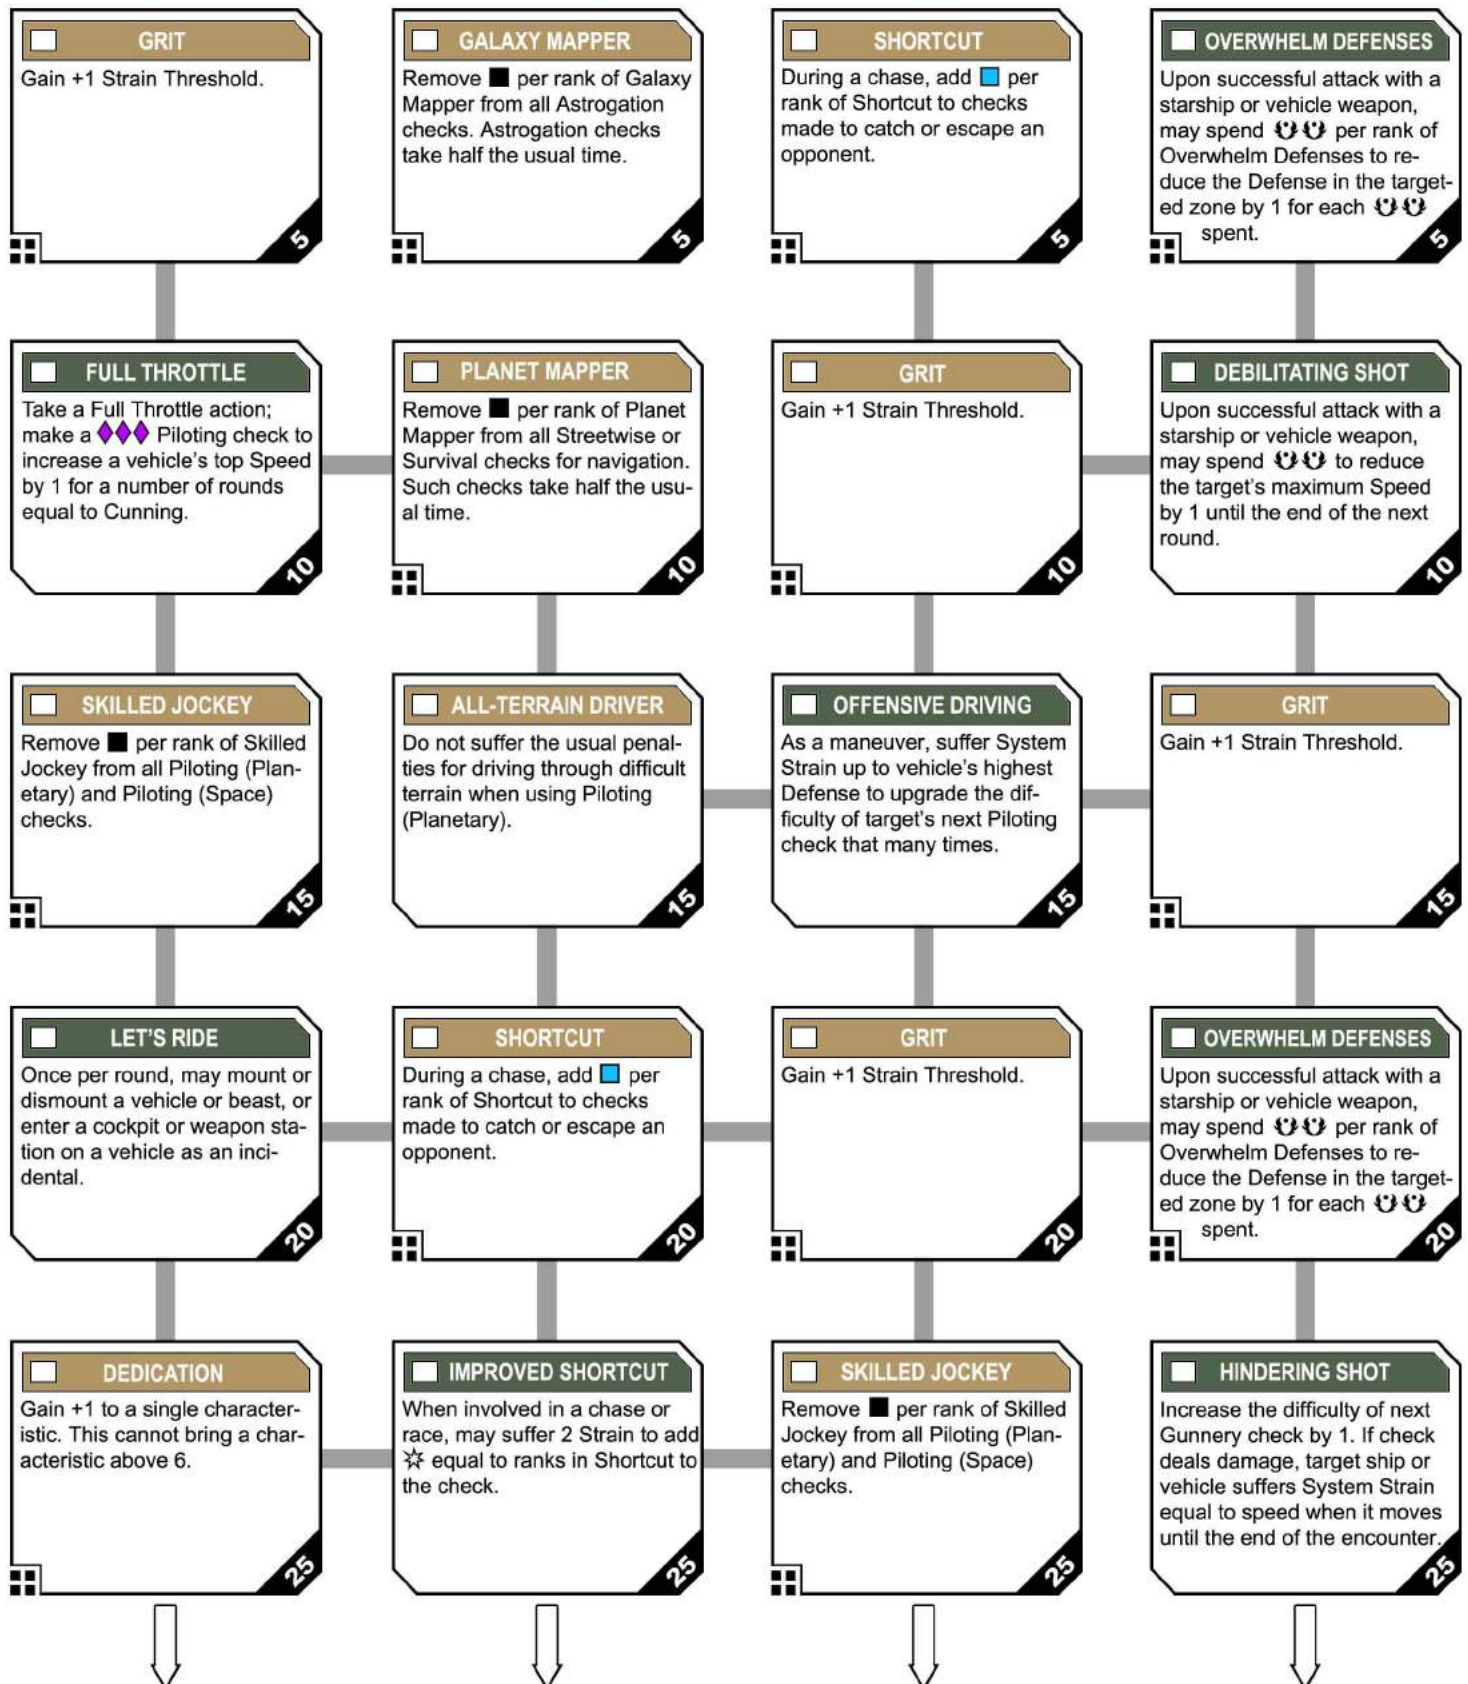 GRIT
Gain +1 Strain Threshold.
5
GALAXY MAPPER
Remove per rank of Galaxy
Mapper from all Astrogation
checks. Astrogation checks
take half the usual time.
5
SHORTCUT
During a chase, add per
rank of Shortcut to checks
made to catch or escape an
opponent.
5
OVERWHELM DEFENSES
Upon successful attack with a
starship or vehicle weapon,
may spend per rank of
Overwhelm Defenses to re-
duce the Defense in the target-
ed zone by 1 for each
spent.
5
FULL THROTTLE
Take a Full Throttle action;
make a Piloting check to
increase a vehicle's top Speed
by 1 for a number of rounds
equal to Cunning.
10
PLANET MAPPER
Remove per rank of Planet
Mapper from all Streetwise or
Survival checks for navigation.
Such checks take half the usu-
al time.
10
GRIT
Gain +1 Strain Threshold.
10
DEBILITATING SHOT
Upon successful attack with a
starship or vehicle weapon,
may spend to reduce
the target's maximum Speed
by 1 until the end of the next
round.
10
SKILLED JOCKEY
Remove per rank of Skilled
Jockey from all Piloting (Plan-
etary) and Piloting (Space)
checks.
15
ALL-TERRAIN DRIVER
Do not suffer the usual penal-
ties for driving through difficult
terrain when using Piloting
(Planetary).
15
OFFENSIVE DRIVING
As a maneuver, suffer System
Strain up to vehicle's highest
Defense to upgrade the dif-
ficulty of target's next Piloting
check that many times.
15
GRIT
Gain +1 Strain Threshold.
15
LET'S RIDE
Once per round, may mount or
dismount a vehicle or beast, or
enter a cockpit or weapon sta-
tion on a vehicle as an inci-
dental.
20
SHORTCUT
During a chase, add per
rank of Shortcut to checks
made to catch or escape an
opponent.
20
GRIT
Gain +1 Strain Threshold.
20
OVERWHELM DEFENSES
Upon successful attack with a
starship or vehicle weapon,
may spend per rank of
Overwhelm Defenses to re-
duce the Defense in the target-
ed zone by 1 for each
spent.
20
DEDICATION
Gain +1 to a single character-
istic. This cannot bring a char-
acteristic above 6.
25
IMPROVED SHORTCUT
When involved in a chase or
race, may suffer 2 Strain to add
equal to ranks in Shortcut to
the check.
25
SKILLED JOCKEY
Remove per rank of Skilled
Jockey from all Piloting (Plan-
etary) and Piloting (Space)
checks.
25
HINDERING SHOT
Increase the difficulty of next
Gunnery check by 1. If check
deals damage, target ship or
vehicle suffers System Strain
equal to speed when it moves
until the end of the encounter.
25